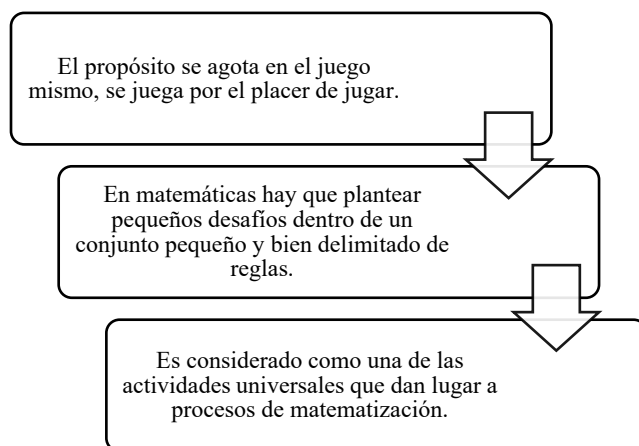 El propósito se agota en el juego
mismo, se juega por el placer de jugar.
En matemáticas hay que plantear
pequeños desafíos dentro de un
conjunto pequeño y bien delimitado de
reglas.
Es considerado como una de las
actividades universales que dan lugar a
procesos de matematización.